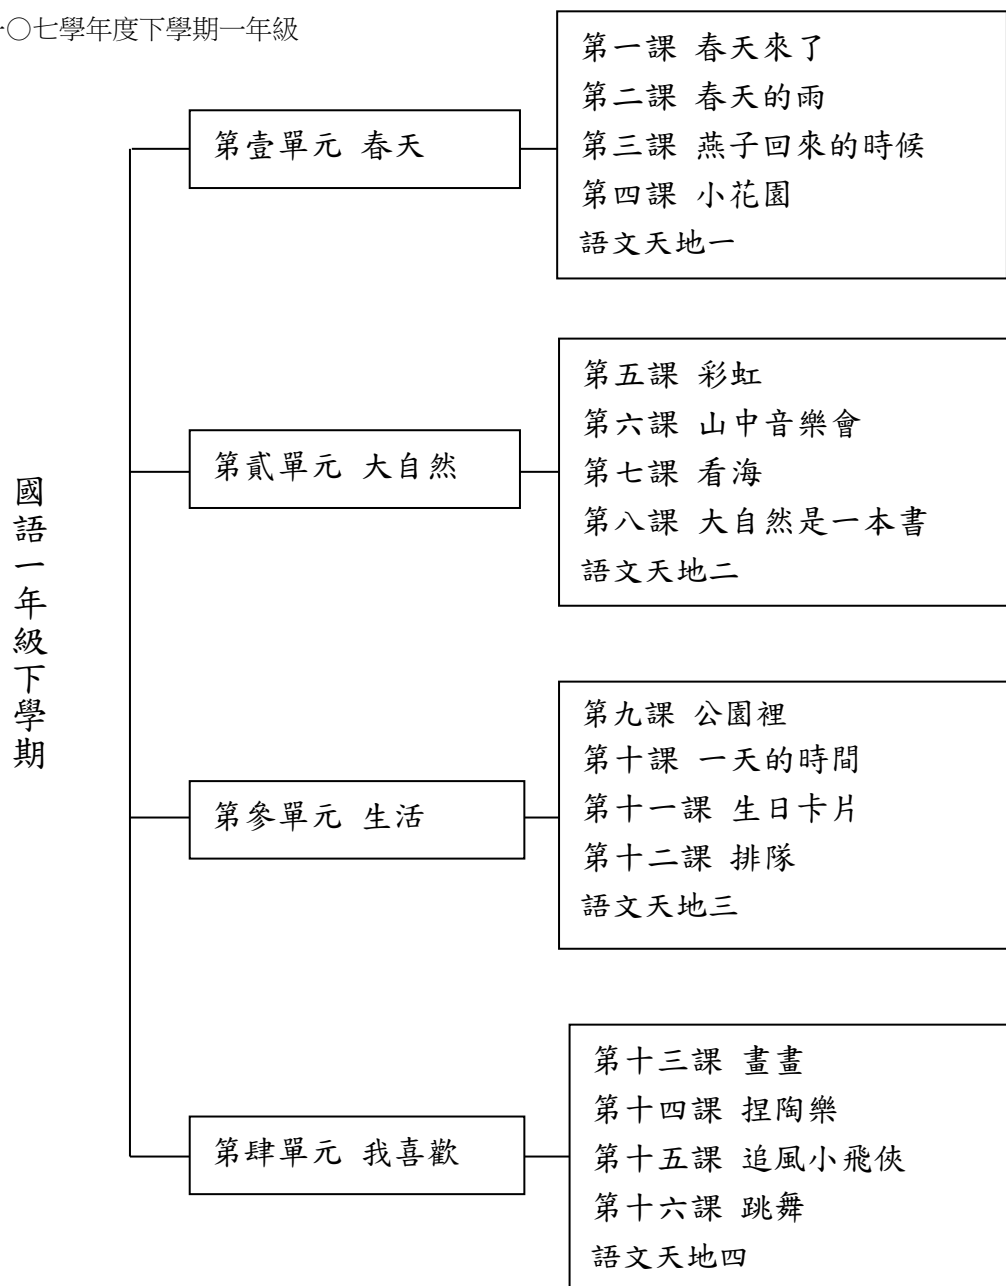 一○七學年度下學期一年級
國語一年級下學期
第壹單元 春天
第一課 春天來了
第二課 春天的雨
第三課 燕子回來的時候
第四課 小花園
語文天地一
第貳單元 大自然
第五課 彩虹
第六課 山中音樂會
第七課 看海
第八課 大自然是一本書
語文天地二
第參單元 生活
第九課 公園裡
第十課 一天的時間
第十一課 生日卡片
第十二課 排隊
語文天地三
第肆單元 我喜歡
第十三課 畫畫
第十四課 捏陶樂
第十五課 追風小飛俠
第十六課 跳舞
語文天地四